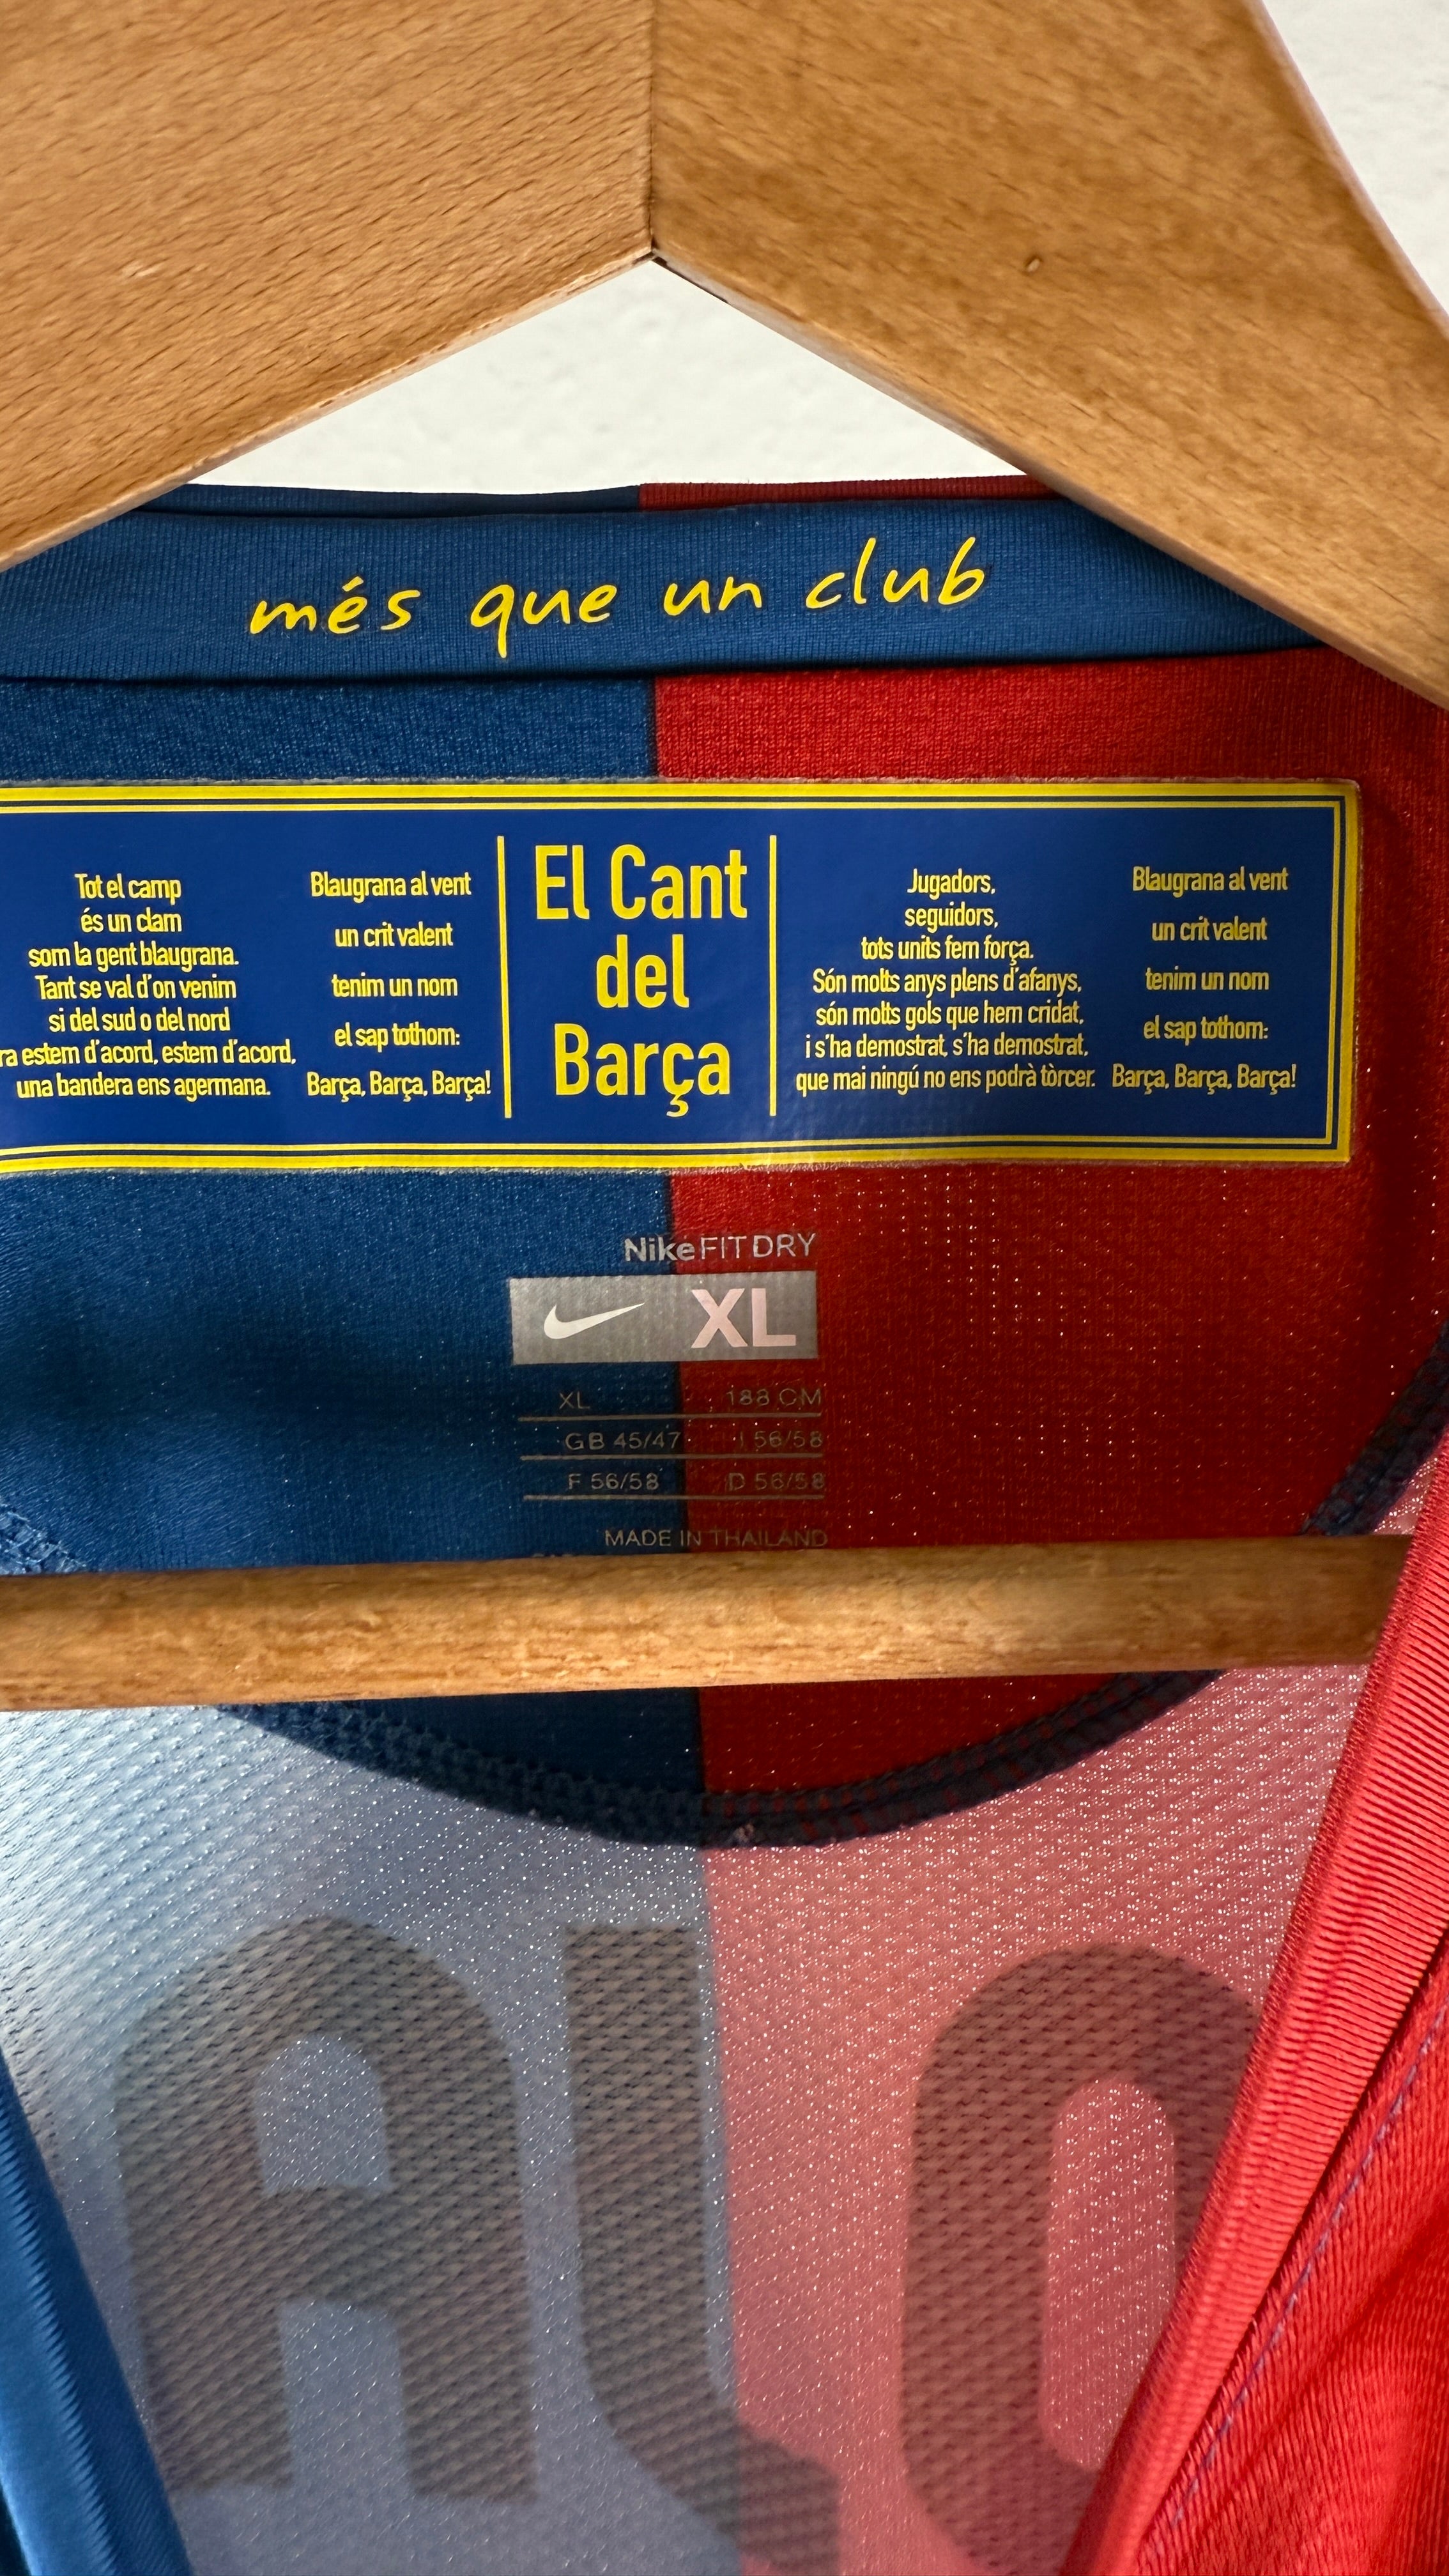 més que un club
Tot el camp
és un clam
som la gent blaugrana.
Tant se val d'on venim
si del sud o del nord
ra estem d'acord, estem d'acord,
una bandera ens agermana.
Blaugrana al vent
un crit valent
tenim un nom
el sap tothom:
Barça, Barça, Barça!
El Cant
del
Barça
Jugadors,
seguidors,
tots units fem força.
Són molts anys plens d'afanys,
són molts gols que hem cridat,
i s'ha demostrat, s'ha demostrat,
que mai ningú no ens podrà tòrcer.
Blaugrana al vent
un crit valent
tenim un nom
el sap tothom:
Barça, Barça, Barça!
NikeFITDRY
XL
XL 188 CM
GB 45/47 I 56/58
F 56/58 D 56/58
MADE IN THAILAND